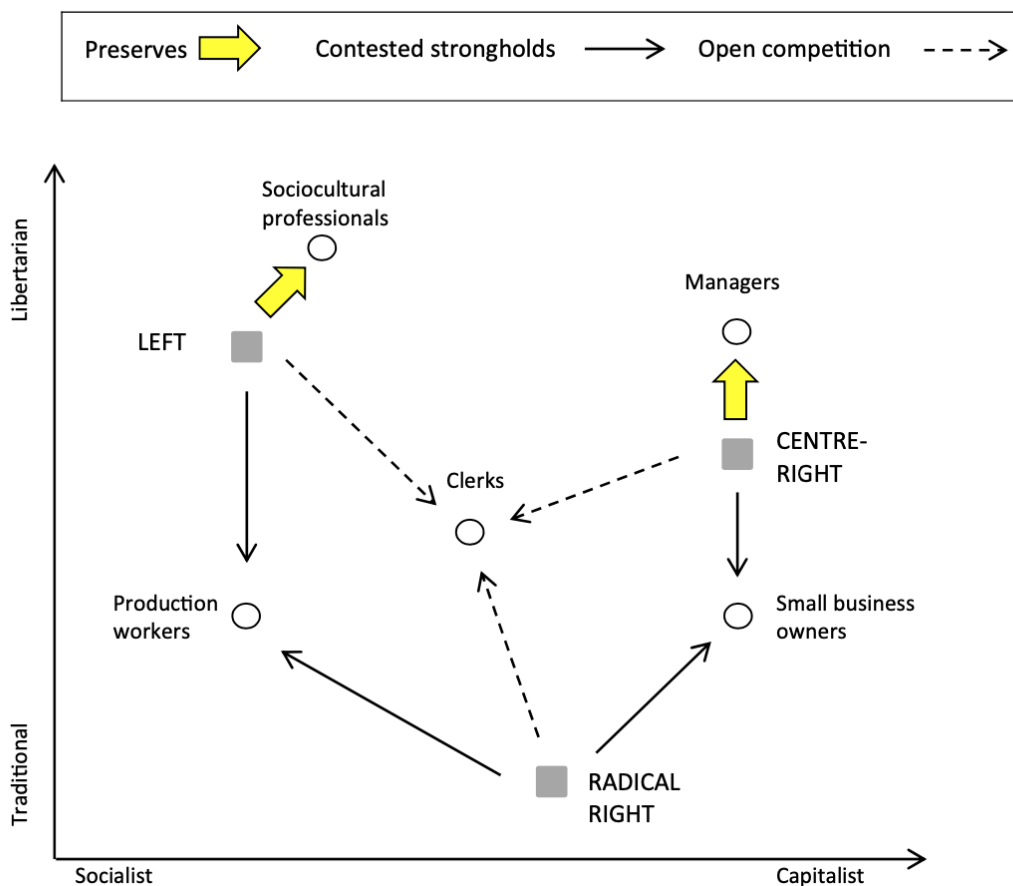 Preserves
Contested strongholds
Open competition
Sociocultural
professionals
Libertarian
Managers
LEFT
CENTRE-
RIGHT
Clerks
Production
workers
Small business
owners
Traditional
RADICAL
RIGHT
Socialist
Capitalist